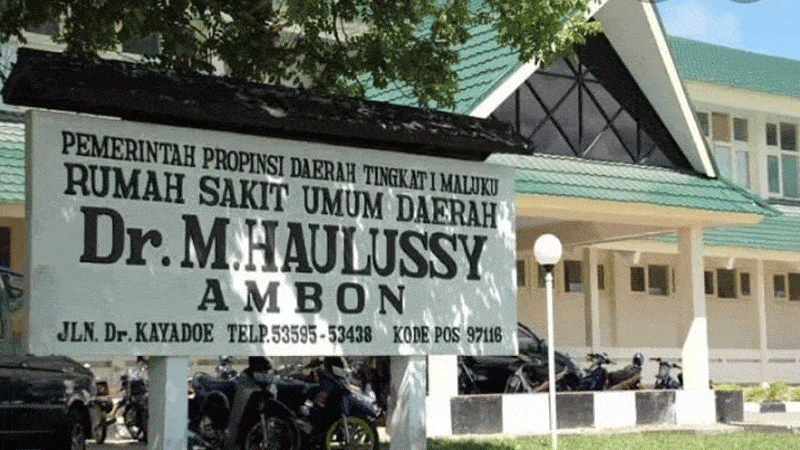 PEMERINTAH PROPINSI DAERAH TINGKAT I MALUKU
RUMAH SAKIT UMUM DAERAH
Dr. M. HAULUSSY
AMBON
JLN. Dr. KAYADOE TELP. 53595 - 53438 KODE POS 97116